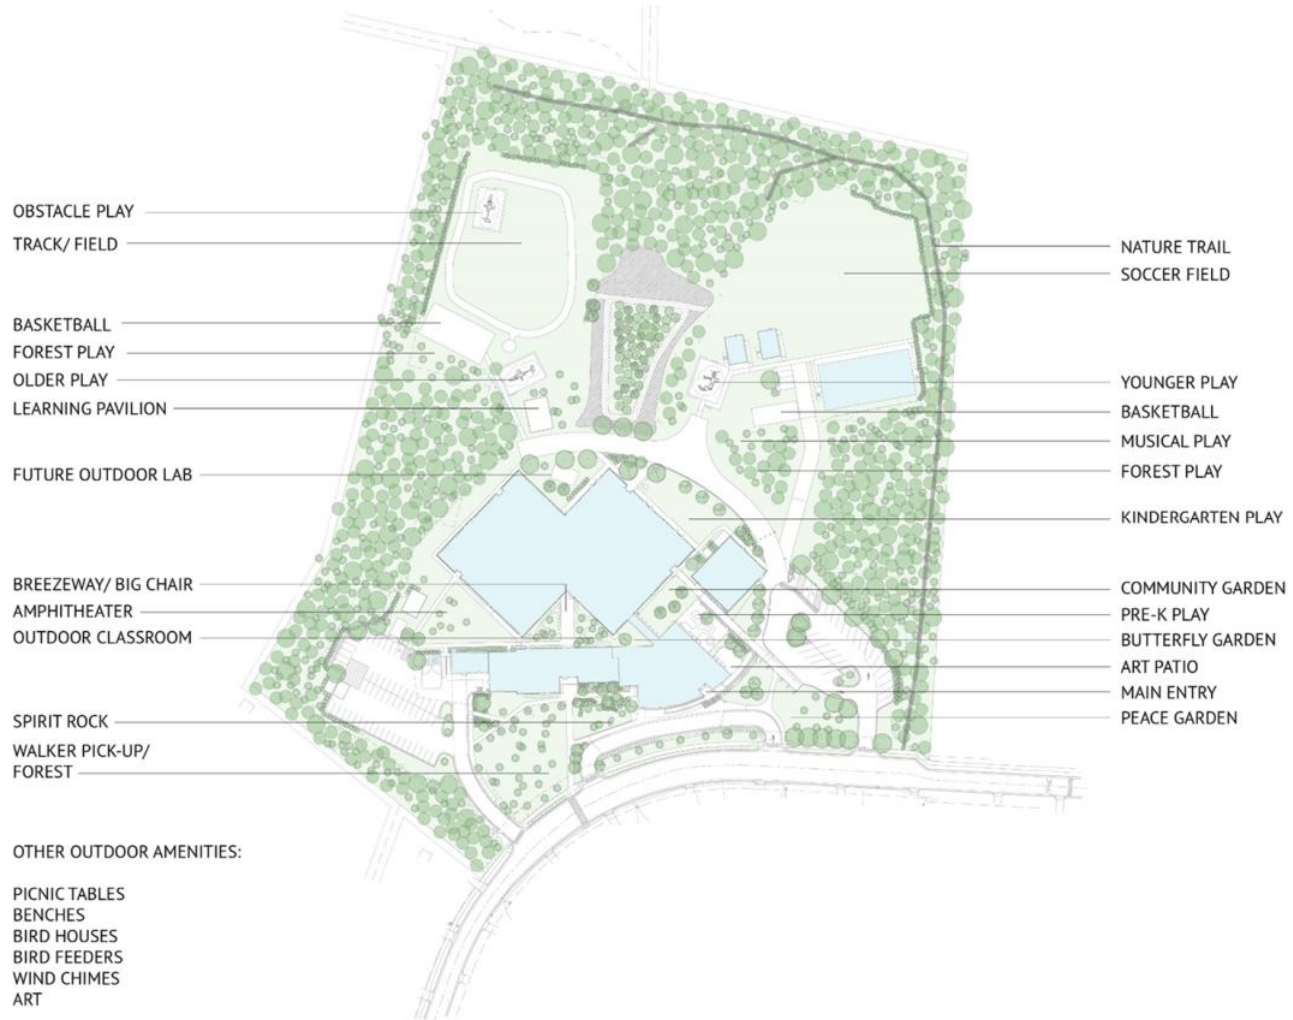 OBSTACLE PLAY
TRACK/ FIELD
BASKETBALL
FOREST PLAY
OLDER PLAY
LEARNING PAVILION
FUTURE OUTDOOR LAB
BREEZEWAY/ BIG CHAIR
AMPHITHEATER
OUTDOOR CLASSROOM
SPIRIT ROCK
WALKER PICK-UP/
FOREST
NATURE TRAIL
SOCCER FIELD
YOUNGER PLAY
BASKETBALL
MUSICAL PLAY
FOREST PLAY
KINDERGARTEN PLAY
COMMUNITY GARDEN
PRE-K PLAY
BUTTERFLY GARDEN
ART PATIO
MAIN ENTRY
PEACE GARDEN
OTHER OUTDOOR AMENITIES:
PICNIC TABLES
BENCHES
BIRD HOUSES
BIRD FEEDERS
WIND CHIMES
ART